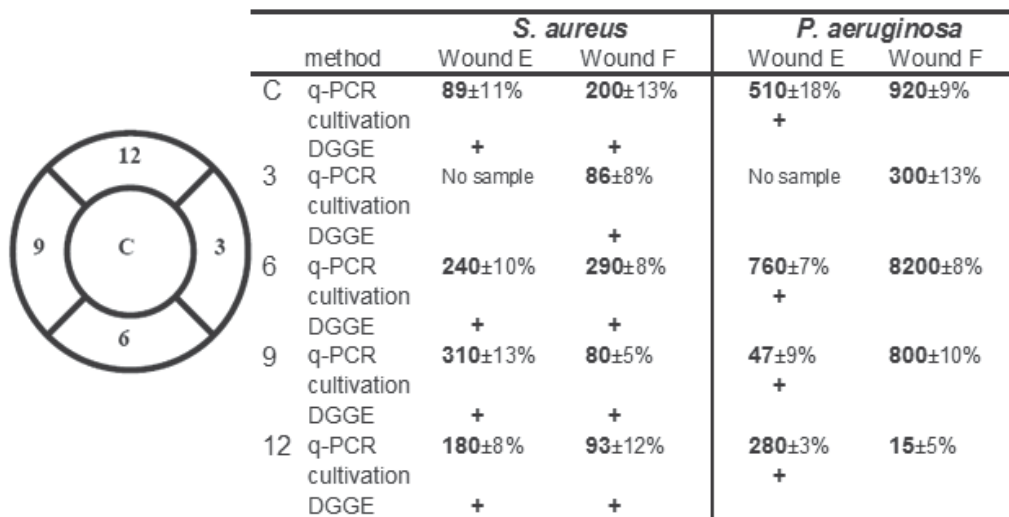 12
9 C 3
6
S. aureus P. aeruginosa
method Wound E Wound F Wound E Wound F
C q-PCR 89±11% 200±13% 510±18% 920±9%
cultivation +
DGGE + +
3 q-PCR No sample 86±8% No sample 300±13%
cultivation
DGGE +
6 q-PCR 240±10% 290±8% 760±7% 8200±8%
cultivation +
DGGE + +
9 q-PCR 310±13% 80±5% 47±9% 800±10%
cultivation +
DGGE + +
12 q-PCR 180±8% 93±12% 280±3% 15±5%
cultivation +
DGGE + +